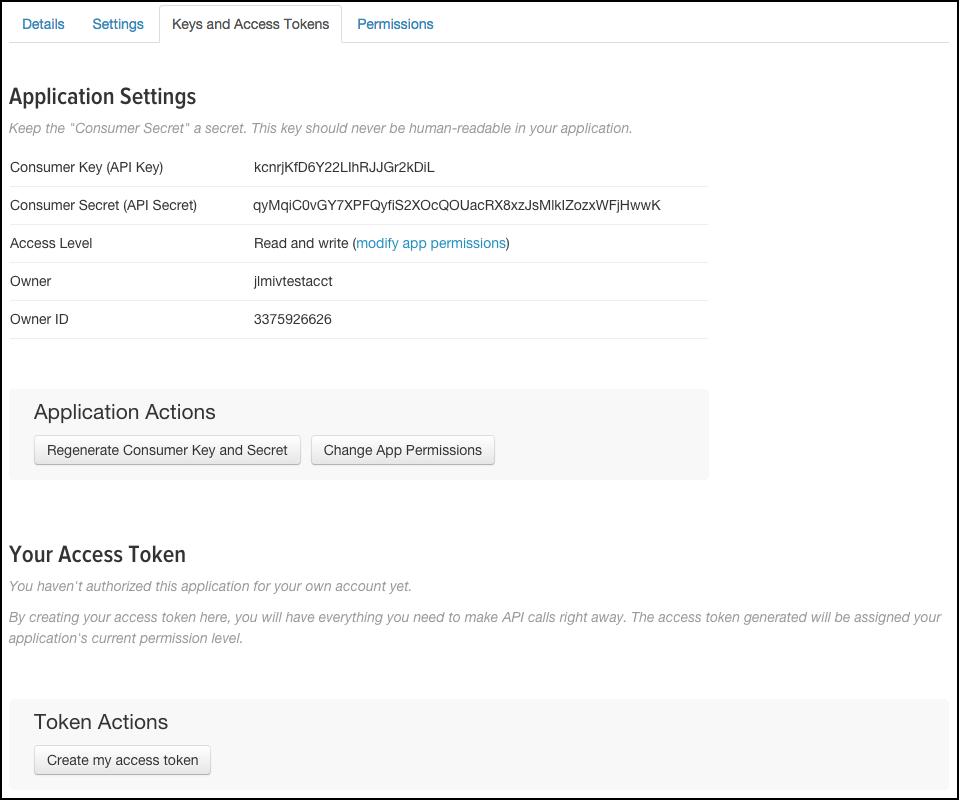 Details Settings Keys and Access Tokens Permissions
Application Settings
Keep the "Consumer Secret" a secret. This key should never be human-readable in your application.
Consumer Key (API Key) kcnrjKfD6Y22LIhRJJGr2kDiL
Consumer Secret (API Secret) qyMqiC0vGY7XPFQyfiS2XOcQOUacRX8xzJsMlkIZozxWFjHwwK
Access Level Read and write (modify app permissions)
Owner jlmivtestacct
Owner ID 3375926626
Application Actions
Regenerate Consumer Key and Secret Change App Permissions
Your Access Token
You haven't authorized this application for your own account yet.
By creating your access token here, you will have everything you need to make API calls right away. The access token generated will be assigned your
application's current permission level.
Token Actions
Create my access token